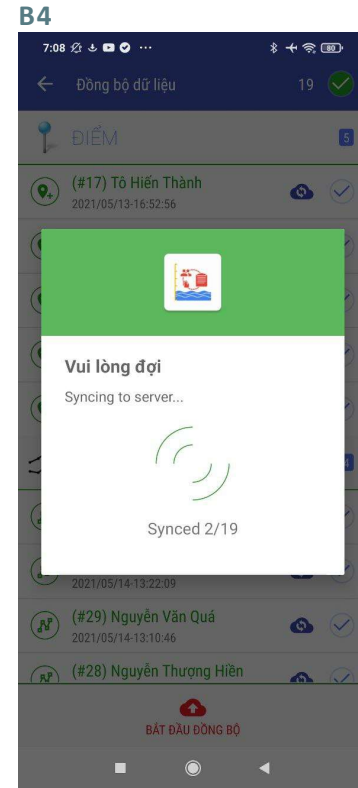 B4
7:08
80
Đồng bộ dữ liệu
19
ĐIỂM
5
(#17) Tô Hiến Thành
2021/05/13-16:52:56
Vui lòng đợi
Syncing to server...
Synced 2/19
2021/05/14-13:22:09
(#29) Nguyễn Văn Quá
2021/05/14-13:10:46
(#28) Nguyễn Thượng Hiền
BẮT ĐẦU ĐỒNG BỘ